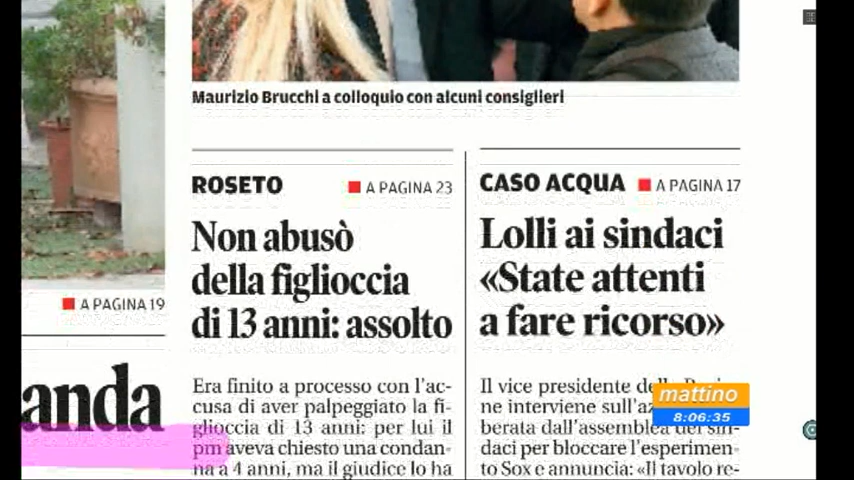 Maurizio Brucchi a colloquio con alcuni consiglieri
ROSETO
A PAGINA 23
Non abusò
della figlioccia
di 13 anni: assolto
Era finito a processo con l'ac-
cusa di aver palpeggiato la fi-
glioccia di 13 anni: per lui il
pm aveva chiesto una condan-
na a 4 anni, ma il giudice lo ha
CASO ACQUA
A PAGINA 17
Lolli ai sindaci
«State attenti
a fare ricorso»
Il vice presidente
ne interviene
berata dall'assemblea dei sin-
daci per bloccare l'esperimen-
to Sox e annuncia: «Il tavolo re-
A PAGINA 19
anda
mattino
8:06:35